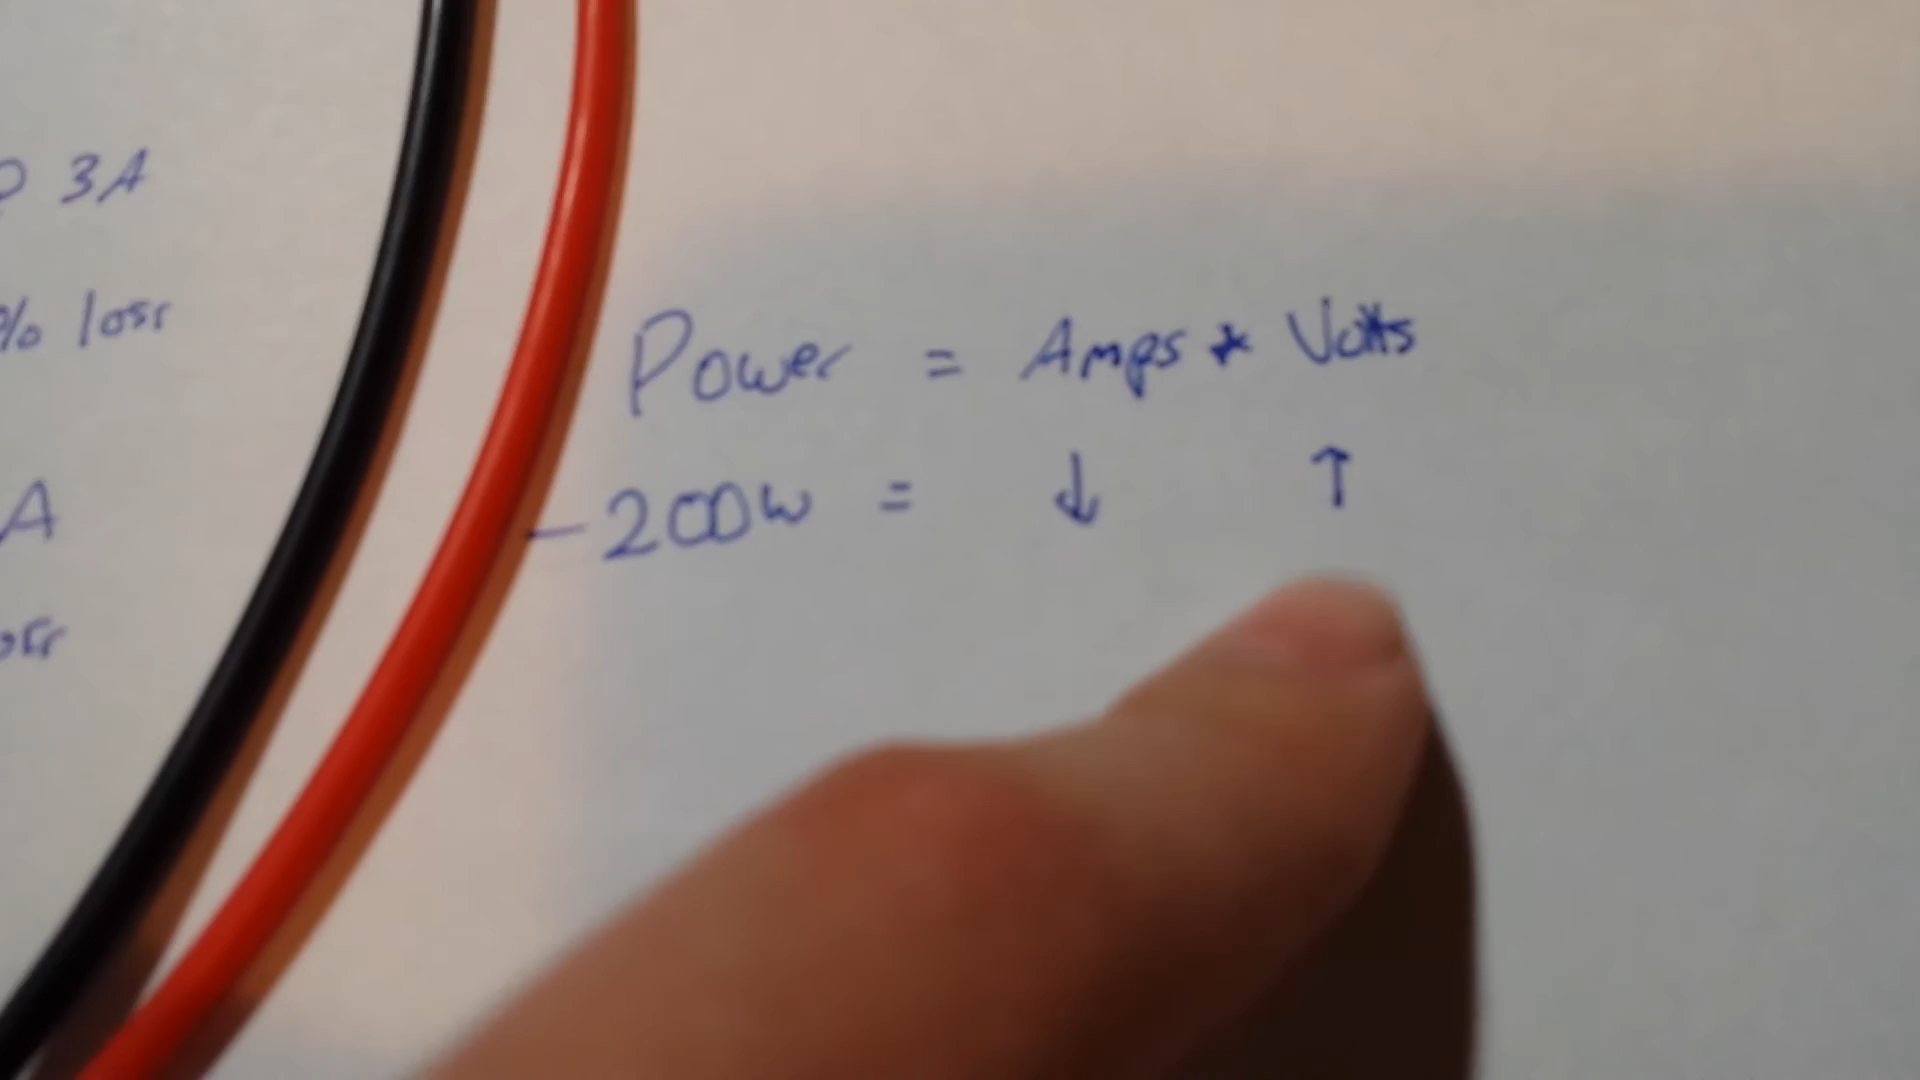 3A
% loss
A
Power = Amps * Volts
- 200W = ↓ ↑